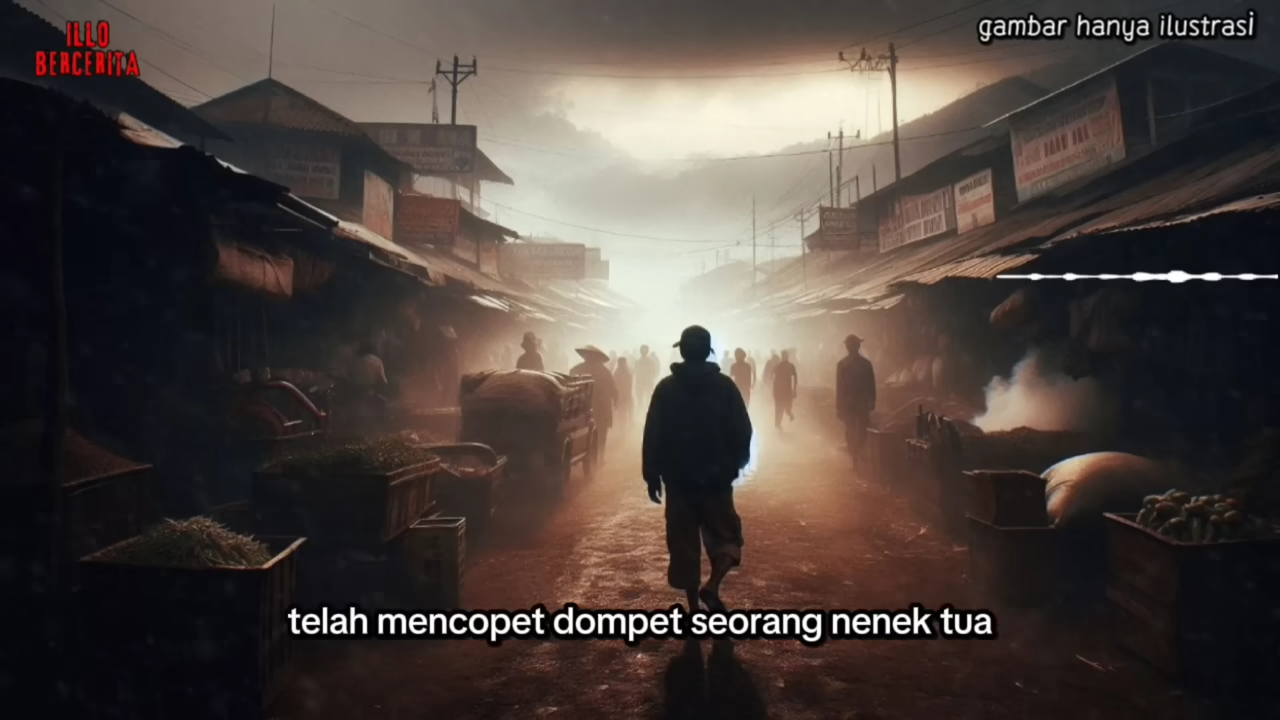 ILLO
BERCERITA
gambar hanya ilustrasi
telah mencopet dompet seorang nenek tua